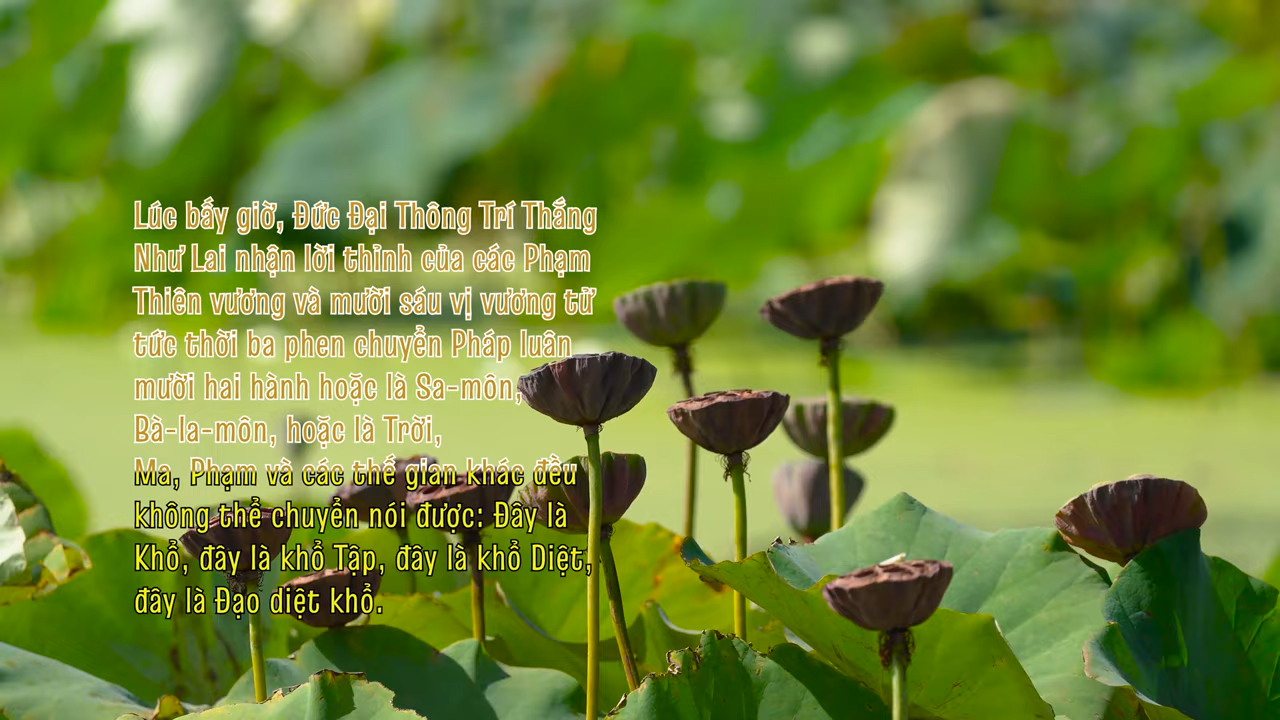 Lúc bấy giờ, Đức Đại Thông Trí Thắng
Như Lai nhận lời thỉnh của các Phạm
Thiên vương và mười sáu vị vương tử
tức thời ba phen chuyển Pháp luân
mười hai hành hoặc là Sa-môn,
Bà-la-môn, hoặc là Trời,
Ma, Phạm và các thế gian khác đều
không thể chuyển nói được: Đây là
Khổ, đây là khổ Tập, đây là khổ Diệt,
đây là Đạo diệt khổ.